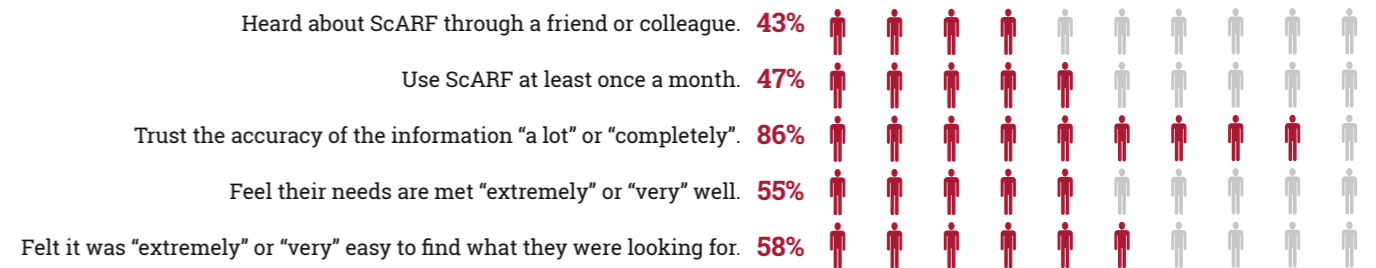 Heard about ScARF through a friend or colleague. 43%
Use ScARF at least once a month. 47%
Trust the accuracy of the information “a lot” or “completely”. 86%
Feel their needs are met “extremely” or “very” well. 55%
Felt it was “extremely” or “very” easy to find what they were looking for. 58%